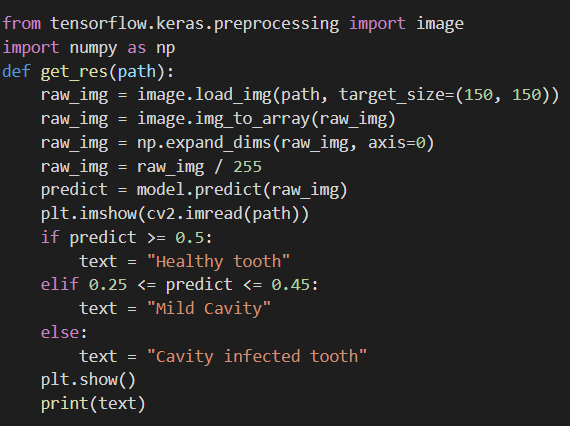 from tensorflow.keras.preprocessing import image
import numpy as np
def get_res(path):
    raw_img = image.load_img(path, target_size=(150, 150))
    raw_img = image.img_to_array(raw_img)
    raw_img = np.expand_dims(raw_img, axis=0)
    raw_img = raw_img / 255
    predict = model.predict(raw_img)
    plt.imshow(cv2.imread(path))
    if predict >= 0.5:
        text = "Healthy tooth"
    elif 0.25 <= predict <= 0.45:
        text = "Mild Cavity"
    else:
        text = "Cavity infected tooth"
    plt.show()
    print(text)